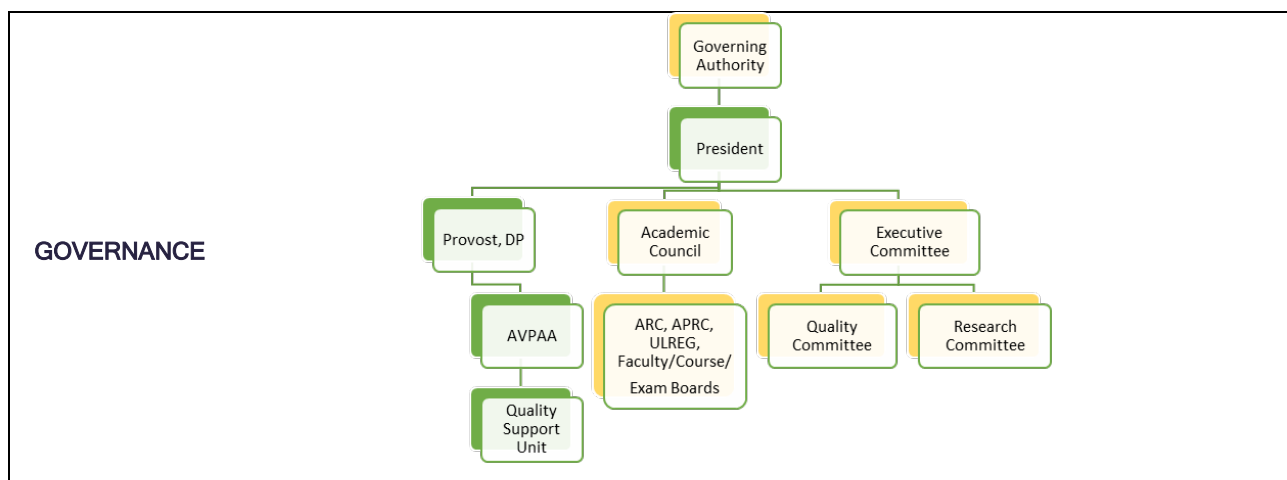 Governing
Authority
President
GOVERNANCE
Provost, DP
Academic
Council
Executive
Committee
AVPAA
ARC, APRC,
ULREG,
Faculty/Course/
Exam Boards
Quality
Committee
Research
Committee
Quality
Support
Unit